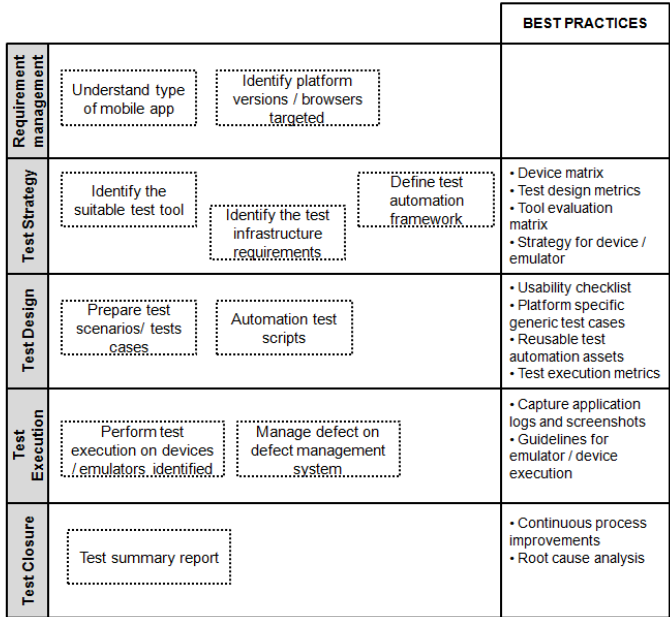 BEST PRACTICES
Requirement
management
Understand type
of mobile app
Identify platform
versions / browsers
targeted
Test Strategy
Identify the
suitable test tool
Identify the test
infrastructure
requirements
Define test
automation
framework
• Device matrix
• Test design metrics
• Tool evaluation
matrix
• Strategy for device /
emulator
Test Design
Prepare test
scenarios/ tests
cases
Automation test
scripts
• Usability checklist
• Platform specific
generic test cases
• Reusable test
automation assets
• Test execution metrics
Test
Execution
Perform test
execution on devices
/ emulators identified
Manage defect on
defect management
system
• Capture application
logs and screenshots
• Guidelines for
emulator / device
execution
Test Closure
Test summary report
• Continuous process
improvements
• Root cause analysis